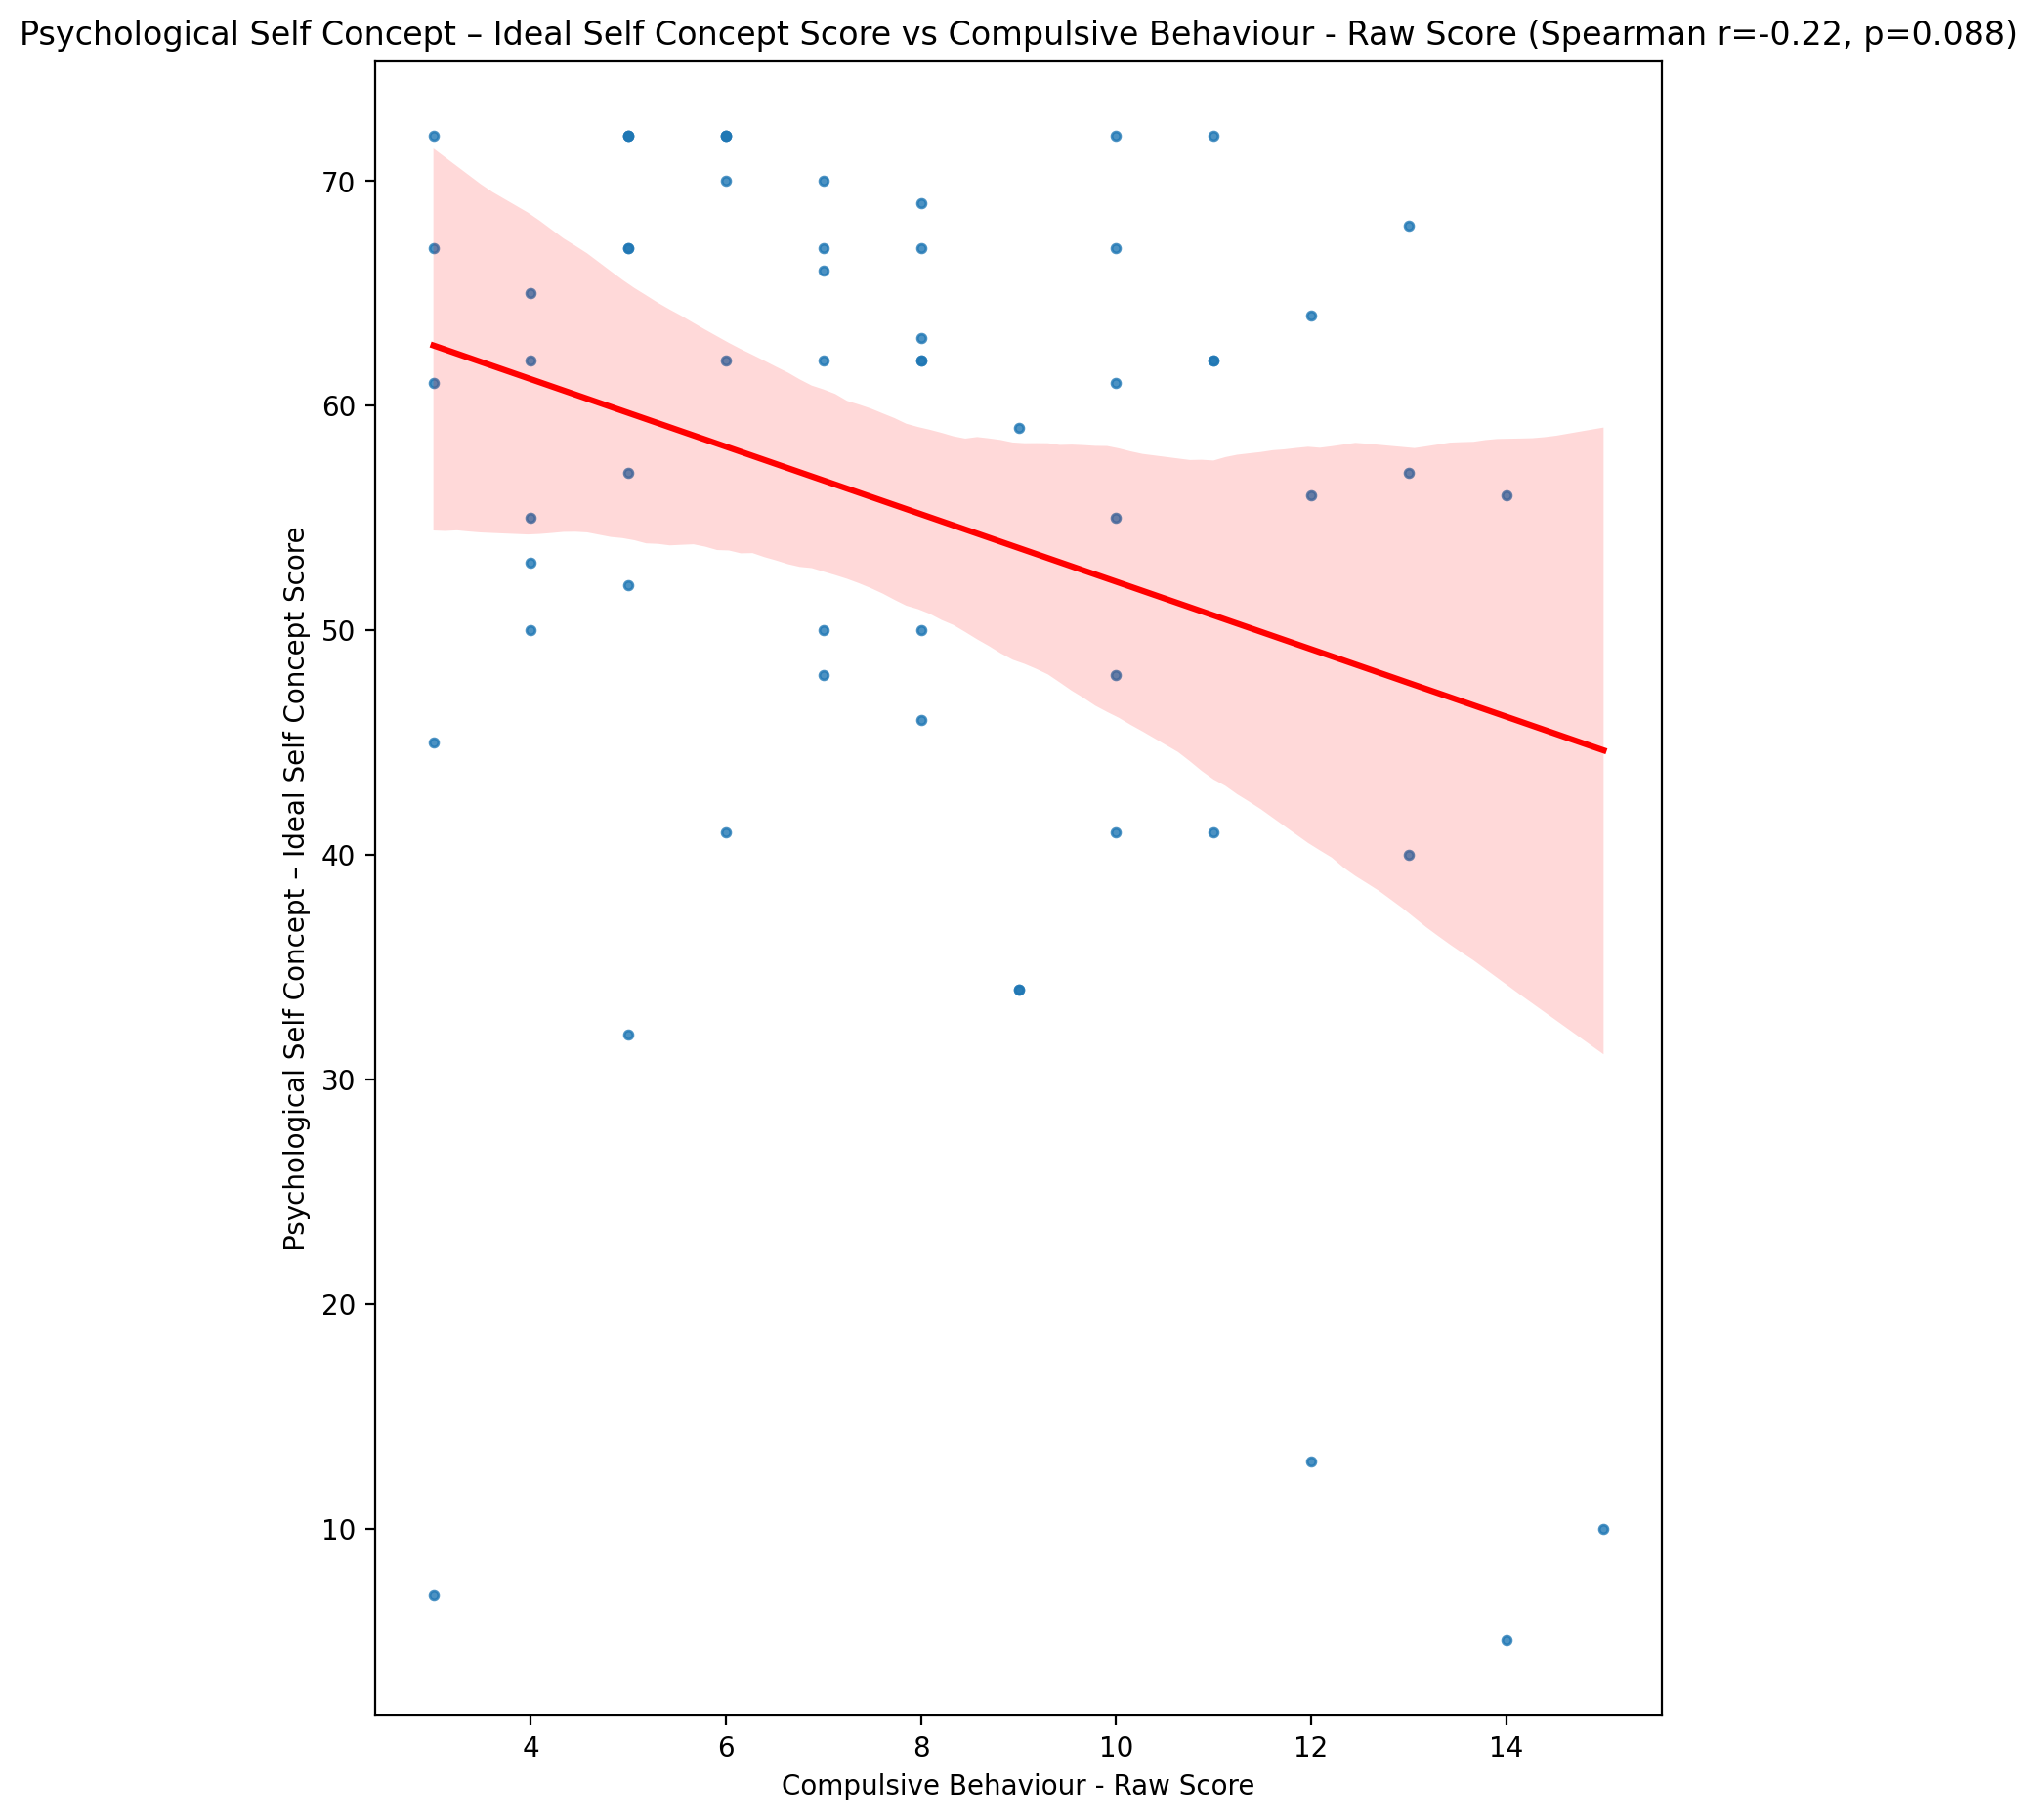 Psychological Self Concept – Ideal Self Concept Score vs Compulsive Behaviour - Raw Score (Spearman r=-0.22, p=0.088)
Psychological Self Concept – Ideal Self Concept Score
70
60
50
40
30
20
10
4 6 8 10 12 14
Compulsive Behaviour - Raw Score